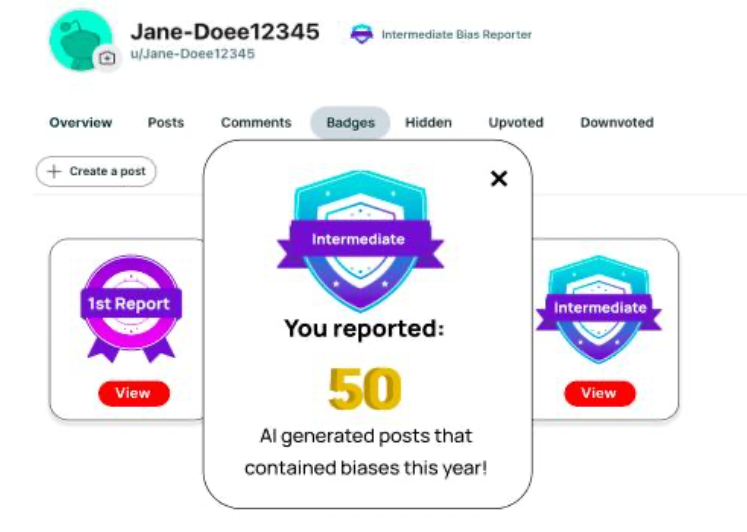 Jane-Doee12345
Intermediate Bias Reporter
u/Jane-Doee12345
Overview Posts Comments Badges Hidden Upvoted Downvoted
+ Create a post
1st Report
View
Intermediate
You reported:
50
AI generated posts that
contained biases this year!
Intermediate
View